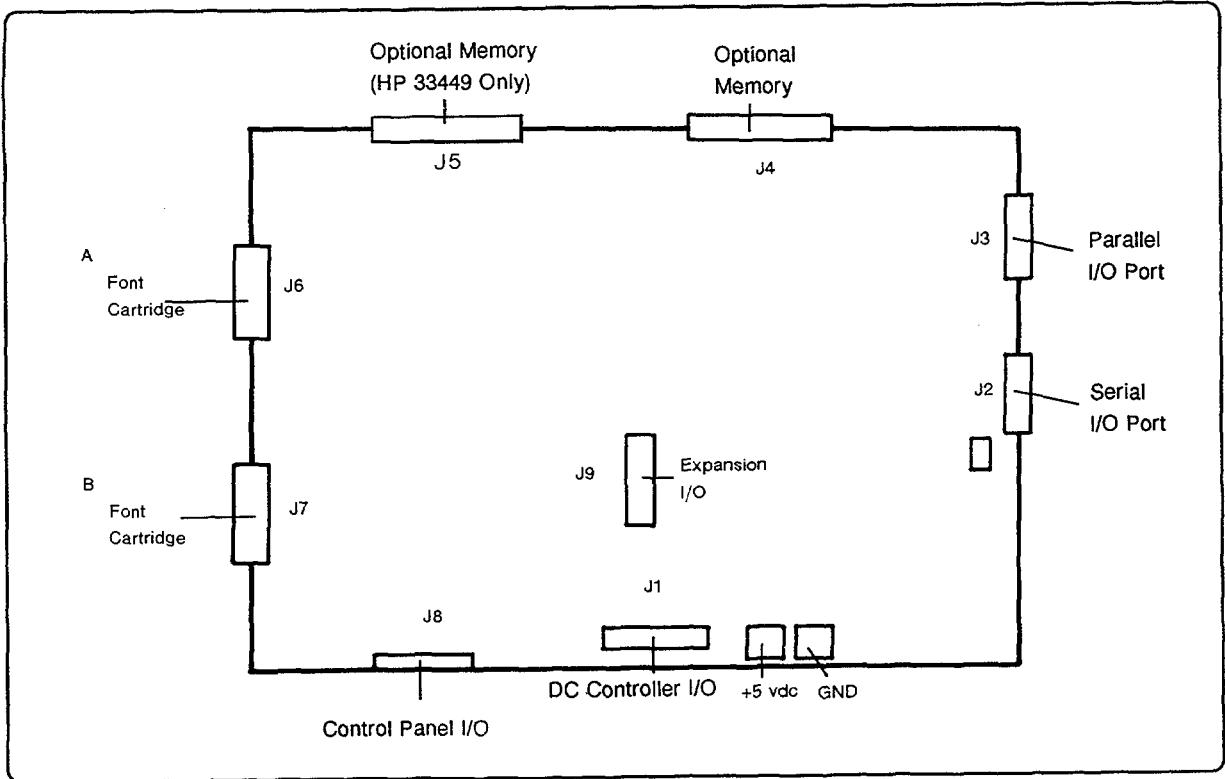 Optional Memory
(HP 33449 Only)
J5
Optional
Memory
J4
J3
Parallel
I/O Port
A
Font
Cartridge
J6
J2
Serial
I/O Port
B
Font
Cartridge
J7
J9
Expansion
I/O
J1
J8
DC Controller I/O
+5 vdc
GND
Control Panel I/O